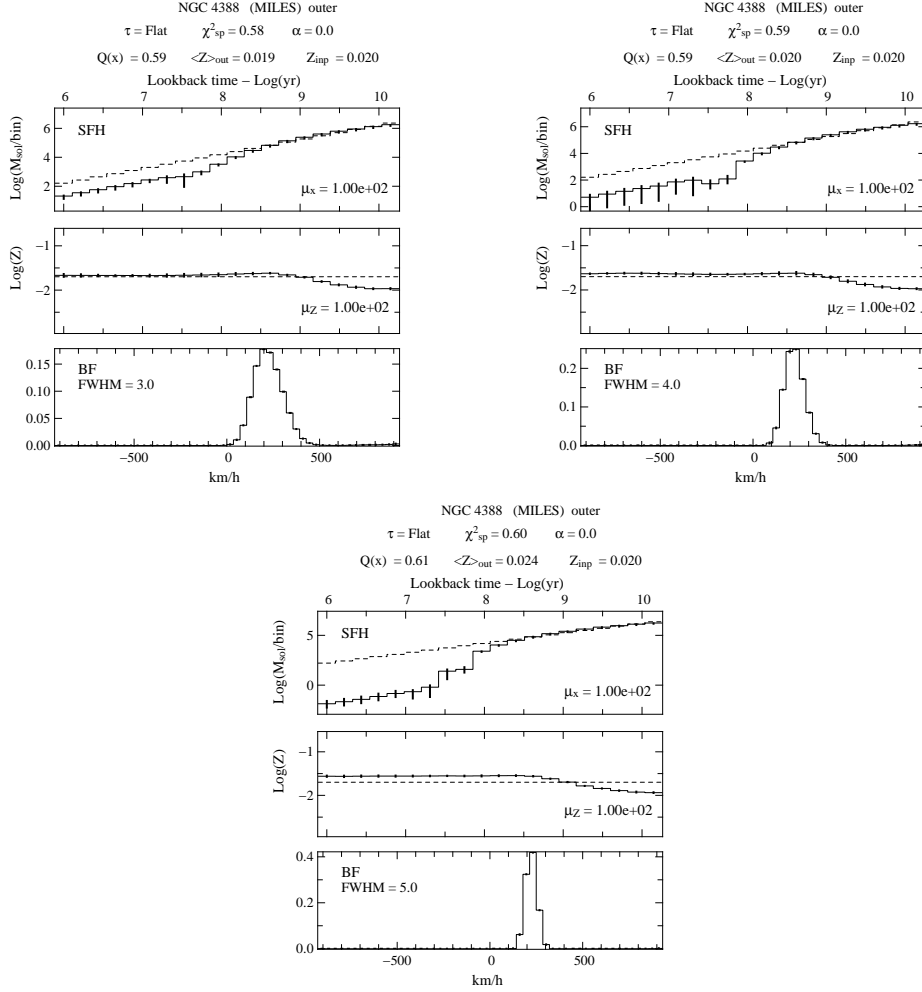 NGC 4388 (MILES) outer
τ = Flat χ²sp = 0.58 α = 0.0
Q(x) = 0.59 <Z>out = 0.019 Zinp = 0.020
Lookback time − Log(yr)
6 7 8 9 10
Log(Msol/bin)
6
4
2
SFH
μx = 1.00e+02
Log(Z)
−1
−2
μZ = 1.00e+02
0.15
0.10
0.05
0.00
BF
FWHM = 3.0
−500 0 500
km/h
NGC 4388 (MILES) outer
τ = Flat χ²sp = 0.59 α = 0.0
Q(x) = 0.59 <Z>out = 0.020 Zinp = 0.020
Lookback time − Log(yr)
6 7 8 9 10
Log(Msol/bin)
6
4
2
0
SFH
μx = 1.00e+02
Log(Z)
−1
−2
μZ = 1.00e+02
0.2
0.1
0.0
BF
FWHM = 4.0
−500 0 500
km/h
NGC 4388 (MILES) outer
τ = Flat χ²sp = 0.60 α = 0.0
Q(x) = 0.61 <Z>out = 0.024 Zinp = 0.020
Lookback time − Log(yr)
6 7 8 9 10
Log(Msol/bin)
5
0
SFH
μx = 1.00e+02
Log(Z)
−1
−2
μZ = 1.00e+02
0.4
0.2
0.0
BF
FWHM = 5.0
−500 0 500
km/h